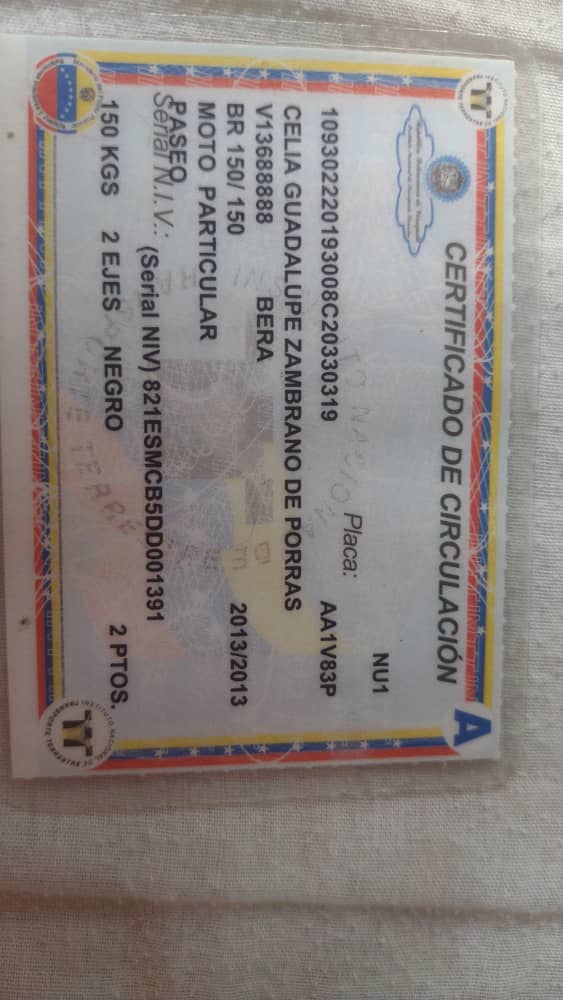 CERTIFICADO DE CIRCULACIÓN
A
NU1
Placa:
109302220193008C20330319 AA1V83P
CELIA GUADALUPE ZAMBRANO DE PORRAS
V13688888 BERA
BR 150/ 150 2013/2013
MOTO PARTICULAR
PASEO
Serial N.I.V.: (Serial NIV) 821ESMCB5DD001391
150 KGS 2 EJES NEGRO 2 PTOS.